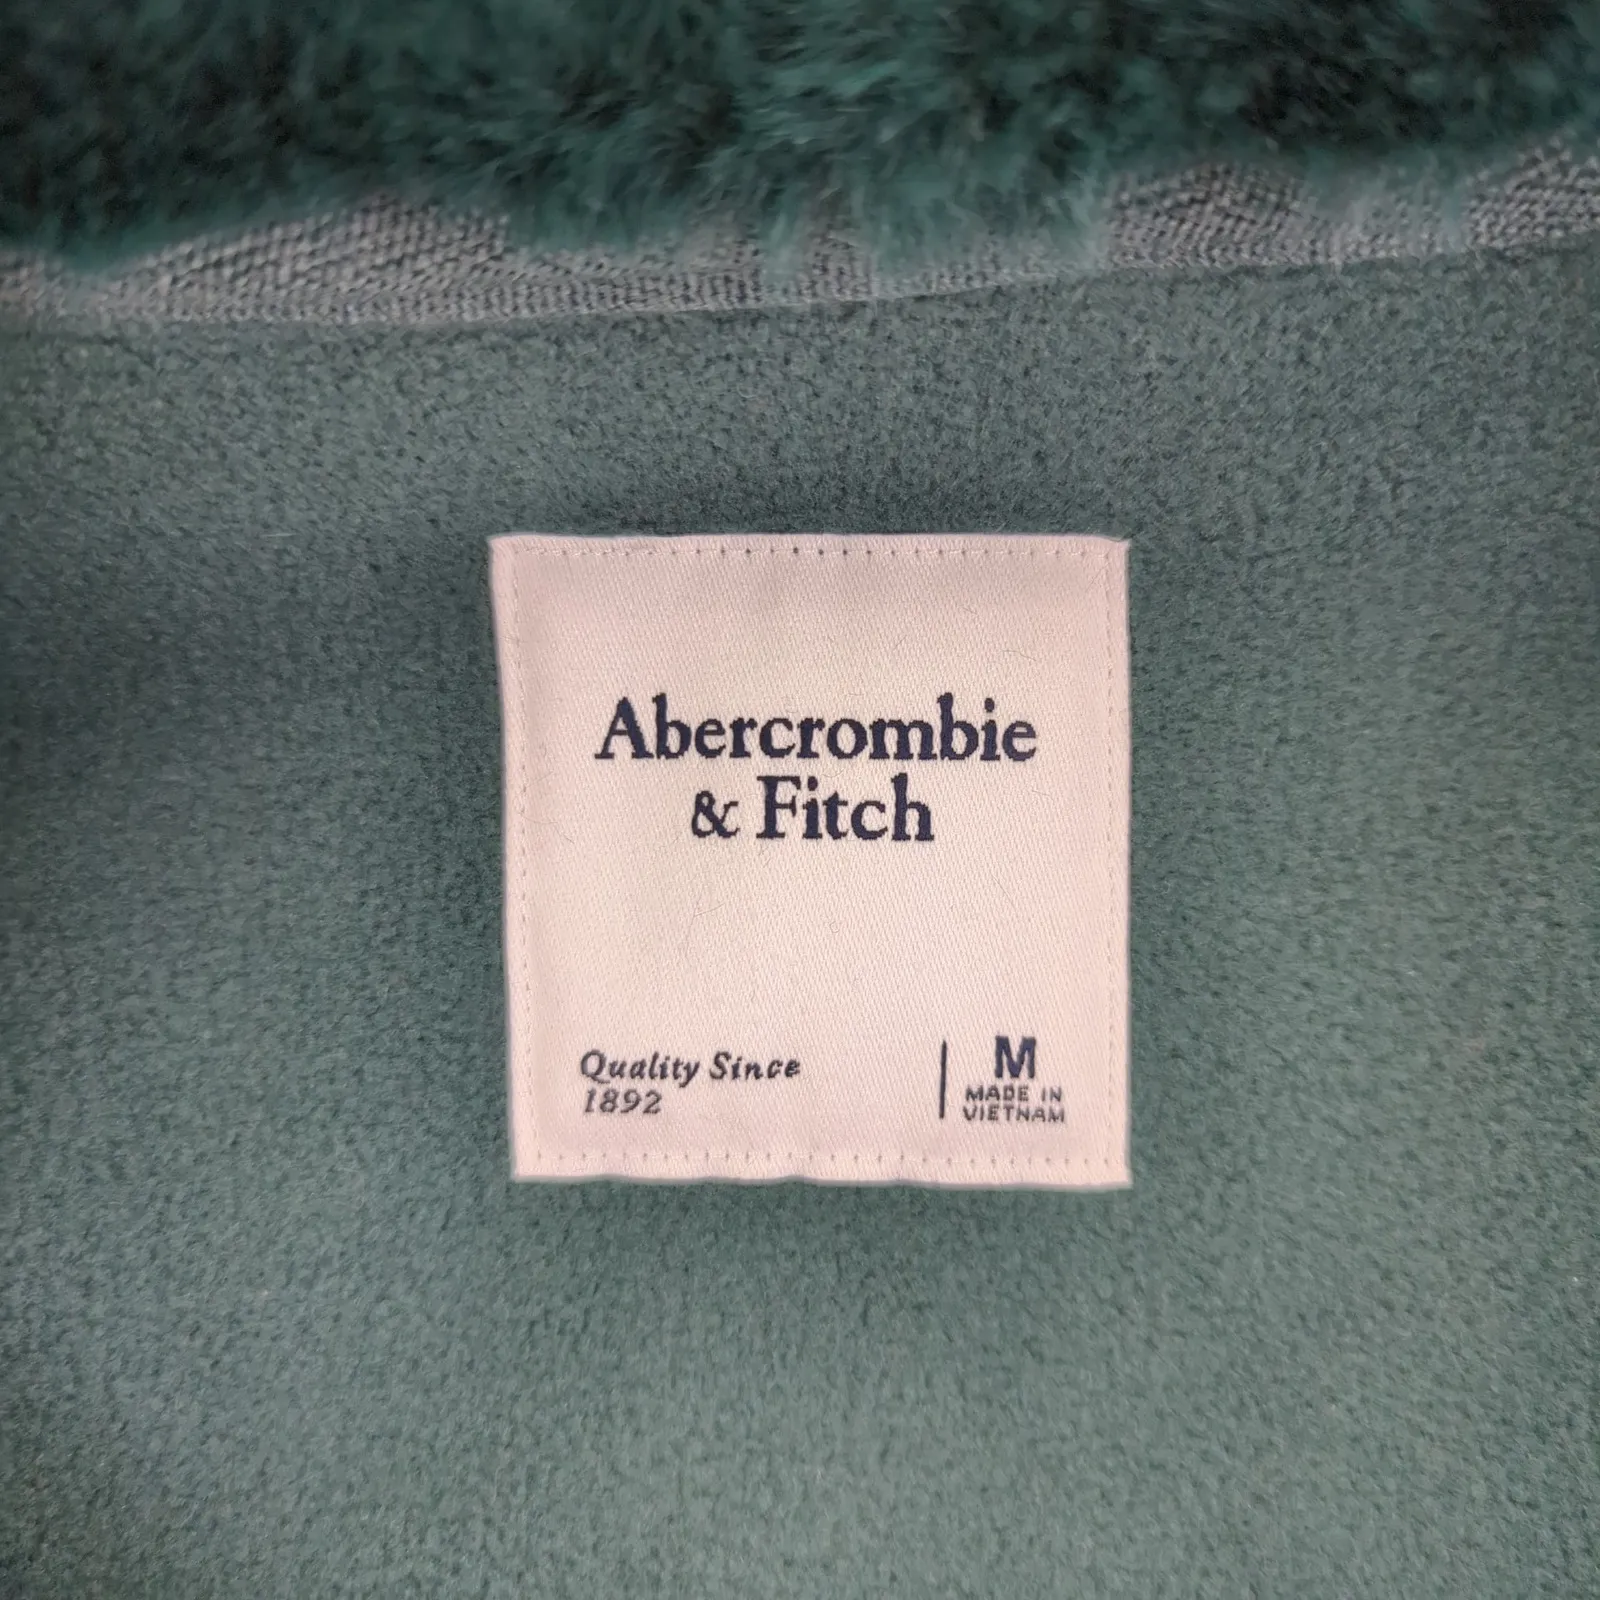 Abercrombie
& Fitch
Quality Since
1892
M
MADE IN
VIETNAM